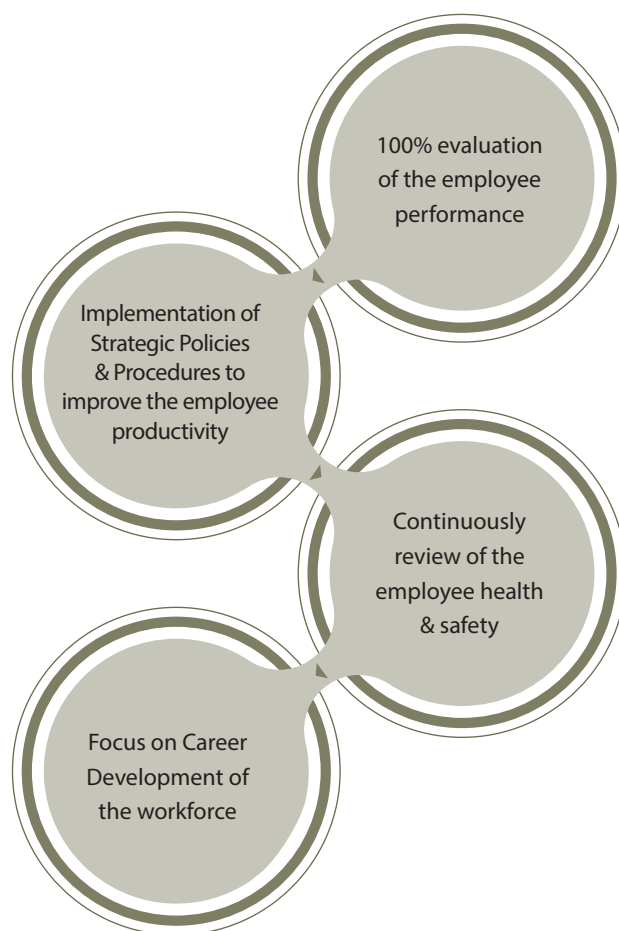 100% evaluation
of the employee
performance
Implementation of
Strategic Policies
& Procedures to
improve the employee
productivity
Continuously
review of the
employee health
& safety
Focus on Career
Development of
the workforce